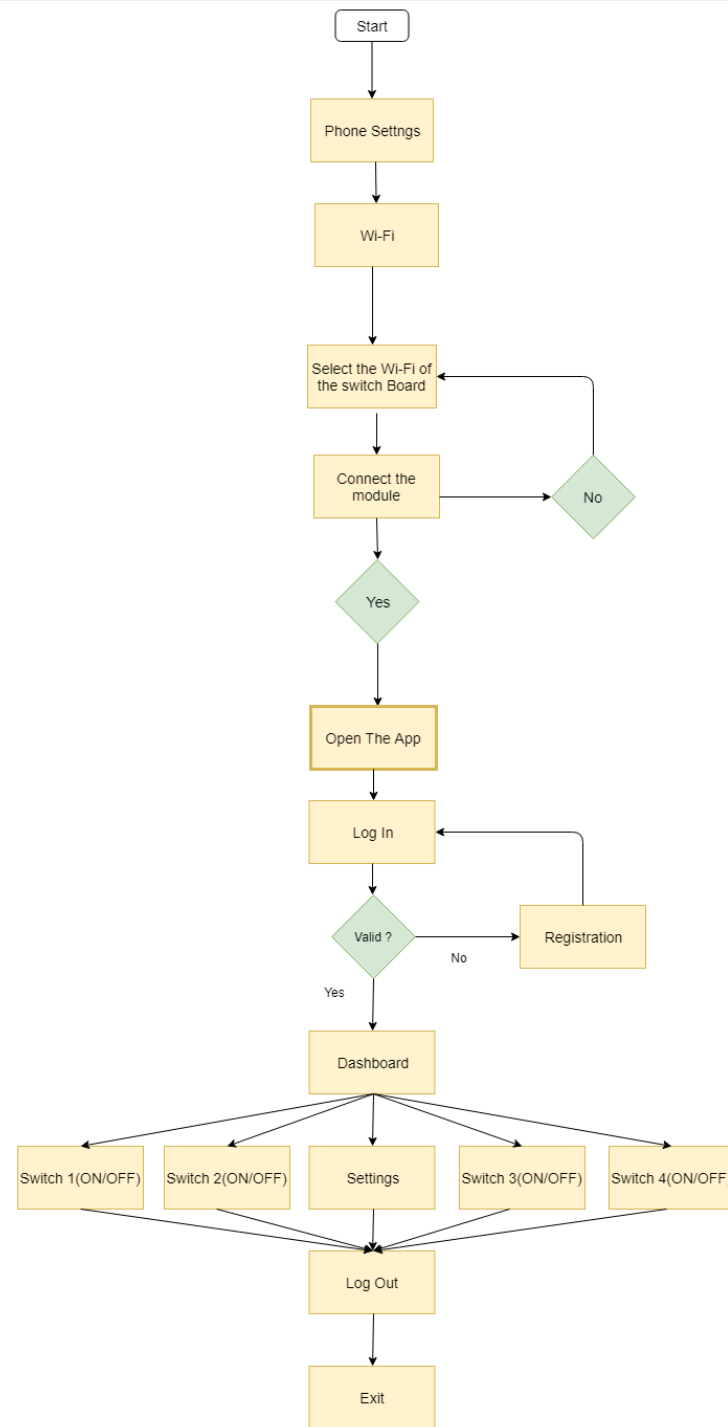 Start
Phone Settngs
Wi-Fi
Select the Wi-Fi of
the switch Board
Connect the
module
No
Yes
Open The App
Log In
Valid ?
No
Registration
Yes
Dashboard
Switch 1(ON/OFF)
Switch 2(ON/OFF)
Settings
Switch 3(ON/OFF)
Switch 4(ON/OFF)
Log Out
Exit